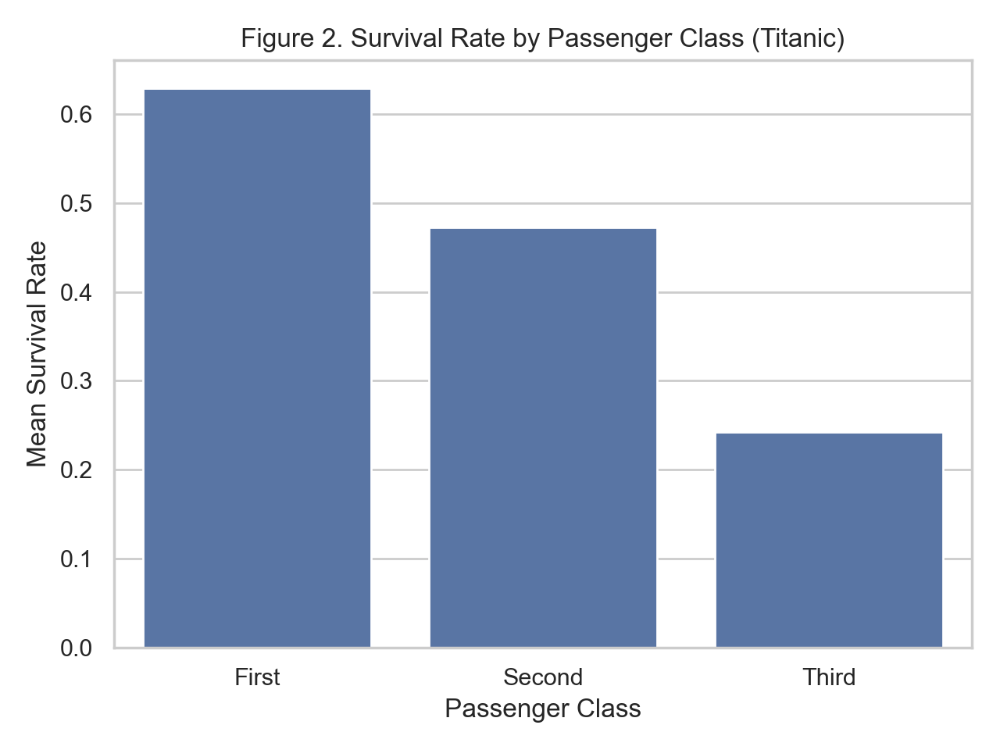 Figure 2. Survival Rate by Passenger Class (Titanic)
Mean Survival Rate
0.6
0.5
0.4
0.3
0.2
0.1
0.0
First
Second
Third
Passenger Class